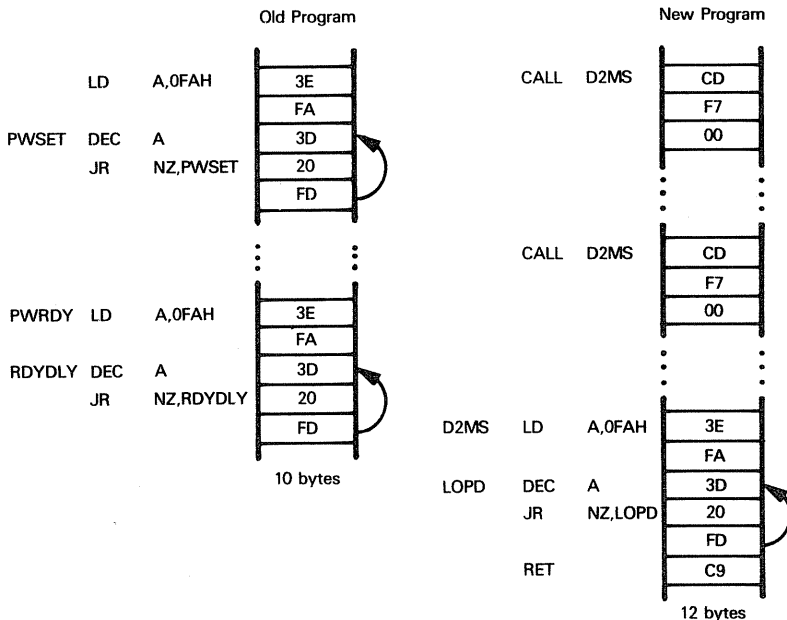 Old Program
LD A,0FAH 3E
FA
PWSET DEC A 3D
JR NZ,PWSET 20
FD
PWRDY LD A,0FAH 3E
FA
RDYDLY DEC A 3D
JR NZ,RDYDLY 20
FD
10 bytes
New Program
CALL D2MS CD
F7
00
CALL D2MS CD
F7
00
D2MS LD A,0FAH 3E
FA
LOPD DEC A 3D
JR NZ,LOPD 20
FD
RET C9
12 bytes